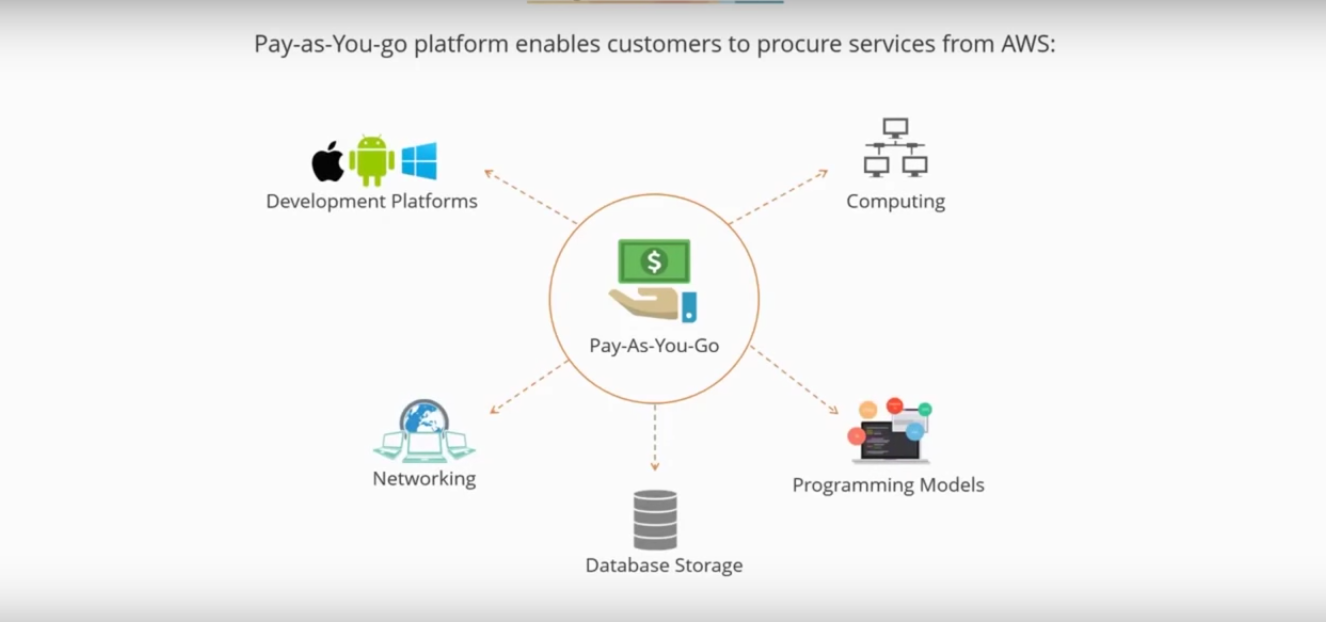 Pay-as-You-go platform enables customers to procure services from AWS:
Development Platforms
Computing
$
Pay-As-You-Go
Networking
Programming Models
Database Storage